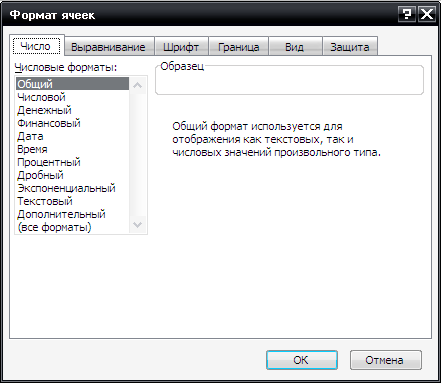 Формат ячеек
Число Выравнивание Шрифт Граница Вид Защита
Числовые форматы:
Общий
Числовой
Денежный
Финансовый
Дата
Время
Процентный
Дробный
Экспоненциальный
Текстовый
Дополнительный
(все форматы)
Образец
Общий формат используется для
отображения как текстовых, так и
числовых значений произвольного типа.
OK Отмена